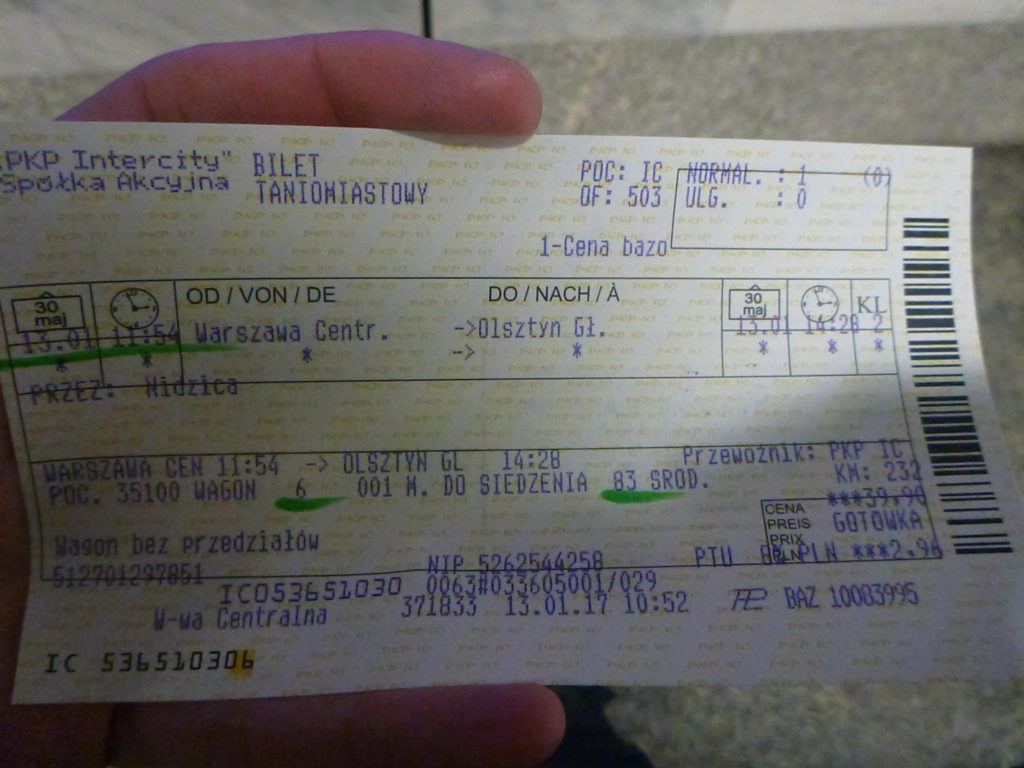 "PKP Intercity" BILET POC: IC NORMAL. : 1 (0)
Spółka Akcyjna TANIOMIASTOWY OF: 503 ULG. : 0
1-Cena bazo
30 maj OD / VON / DE DO / NACH / À 30 maj KL
13.01 11:54 Warszawa Centr. ->Olsztyn Gł. 13.01 14:28 2
* * * -> * * * *
PRZEZ: Nidzica
WARSZAWA CEN 11:54 -> OLSZTYN GL 14:28 Przewoźnik: PKP IC
POC. 35100 WAGON 6 001 M. DO SIEDZENIA 83 SROD. KM: 232
***39.90
CENA PREIS PRIX PLN GOTOWKA
Wagon bez przedziałów PTU PLN ***2.96
512701297851 NIP 5262544258
IC053651030 0063#033605001/029
W-wa Centralna 371833 13.01.17 10:52 BAZ 10083995
IC 536510306